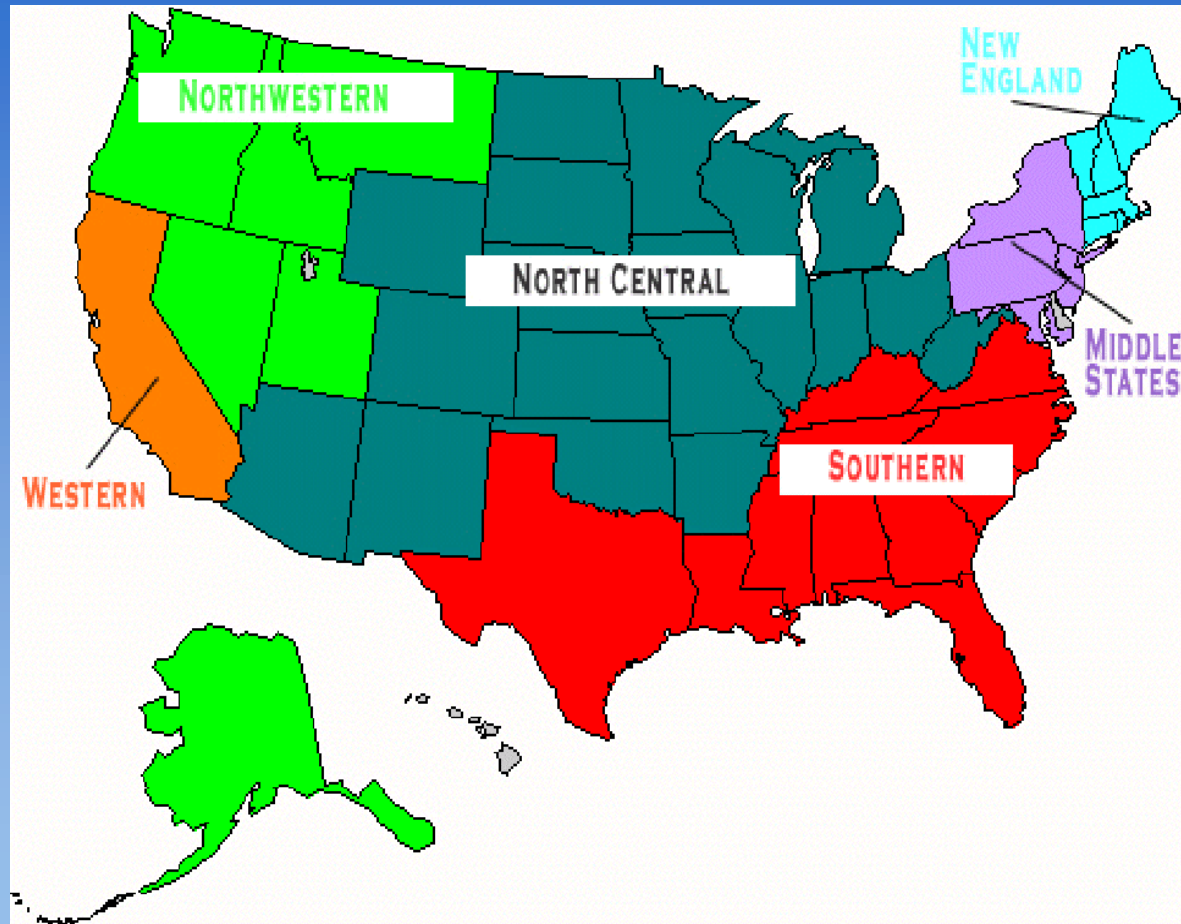 NEW
ENGLAND
NORTHWESTERN
NORTH CENTRAL
MIDDLE
STATES
SOUTHERN
WESTERN